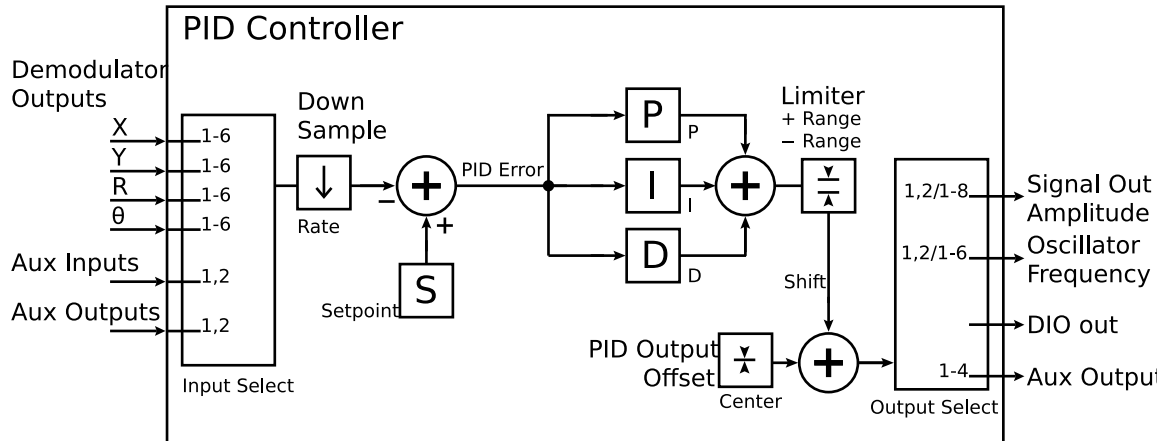 PID Controller
Demodulator
Outputs
X
Y
R
θ
Aux Inputs
Aux Outputs
1-6
1-6
1-6
1-6
1,2
1,2
Input Select
Down
Sample
↓
Rate
−
+
+
S
Setpoint
PID Error
P
P
I
I
D
D
+
Limiter
+ Range
− Range
Shift
PID Output
Offset
Center
+
1,2/1-8
1,2/1-6
1-4
Output Select
Signal Out
Amplitude
Oscillator
Frequency
DIO out
Aux Output